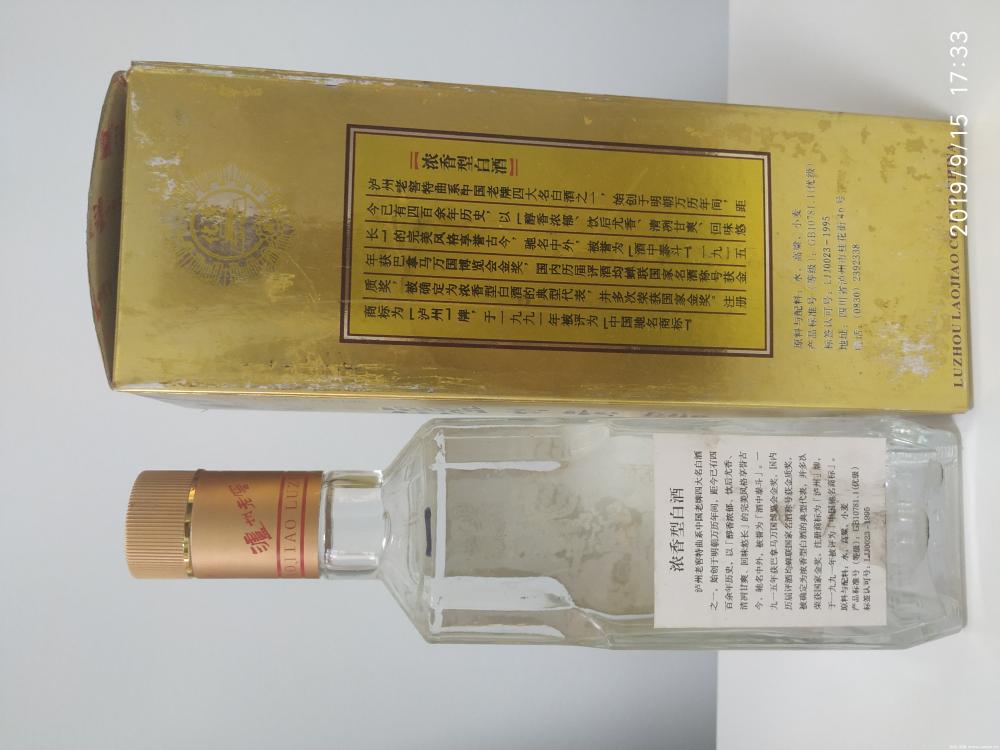 浓香型白酒
泸州老窖特曲系中国老牌四大名白酒之一，始创于明朝万历年间，距
今已有四百余年历史，以「醇香浓郁、饮后尤香、清洌甘爽、回味悠
长」的完美风格享誉古今，驰名中外，被誉为「酒中泰斗」。一九一五
年获巴拿马万国博览会金奖，国内历届评酒均蝉联国家名酒称号获金
质奖，被确定为浓香型白酒的典型代表，并多次荣获国家金奖，注册
商标为「泸州」牌，于一九九一年被评为「中国驰名商标」
原料与配料：水、高粱、小麦
产品标准号（等级）：GB10781.1(优级)
标签认可号：LJJ0023-1995
地址：四川省泸州市桂花街46号
电话：(0830) 2392338
LUZHOU LAOJIAO CO
泸州老窖
OJIAO LUZ
浓香型白酒
泸州老窖特曲系中国老牌四大名白酒
之一，始创于明朝万历年间，距今已有四
百余年历史，以「醇香浓郁、饮后尤香、
清洌甘爽、回味悠长」的完美风格享誉古
今，驰名中外，被誉为「酒中泰斗」。一
九一五年获巴拿马万国博览会金奖，国内
历届评酒均蝉联国家名酒称号获金质奖，
被确定为浓香型白酒的典型代表，并多次
荣获国家金奖，注册商标为「泸州」牌，
于一九九一年被评为「中国驰名商标」。
原料与配料：水、高粱、小麦
产品标准号（等级）：GB10781.1(优级)
标签认可号：LJJ0023-1995
2019/9/15 17:33